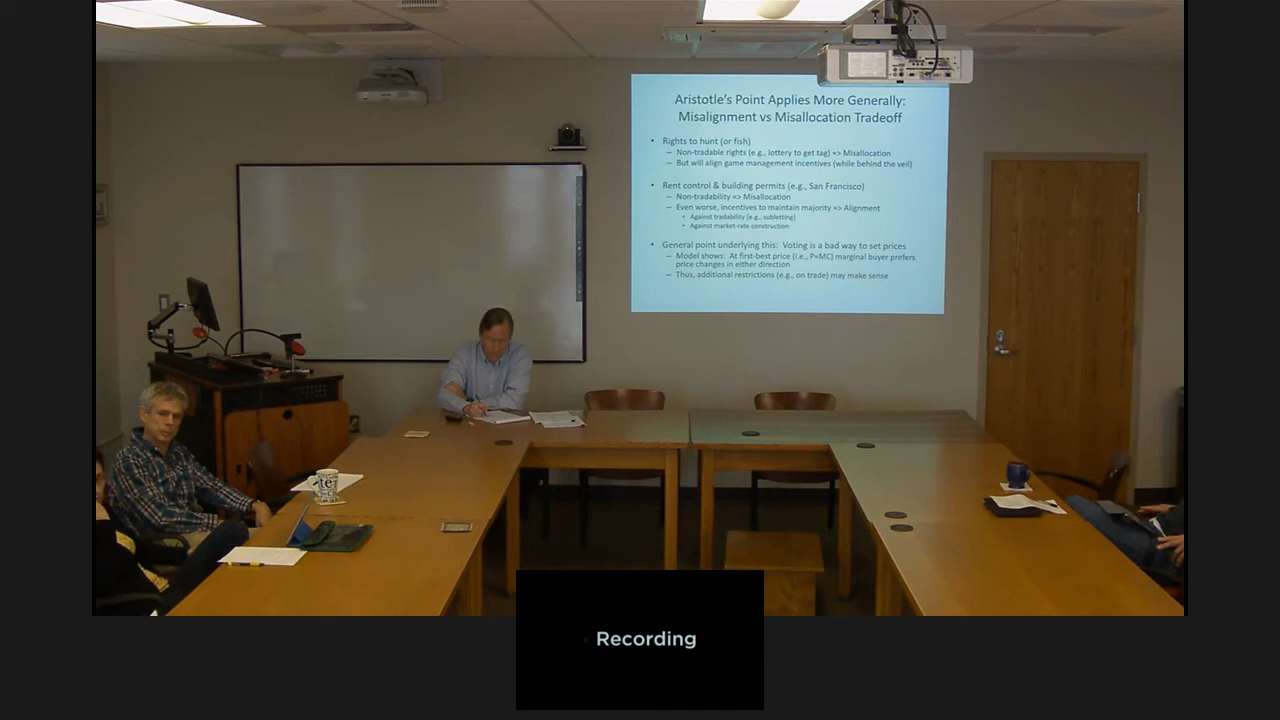 Aristotle's Point Applies More Generally:
Misalignment vs Misallocation Tradeoff
• Rights to hunt (or fish)
– Non-tradable rights (e.g., lottery to get tag) => Misallocation
– But will align game management incentives (while behind the veil)
• Rent control & building permits (e.g., San Francisco)
– Non-tradability => Misallocation
– Even worse, incentives to maintain majority => Alignment
• Against tradability (e.g., subletting)
• Against market-rate construction
• General point underlying this: Voting is a bad way to set prices
– Model shows: At first-best price (i.e., P=MC) marginal buyer prefers
price changes in either direction
– Thus, additional restrictions (e.g., on trade) may make sense
Recording